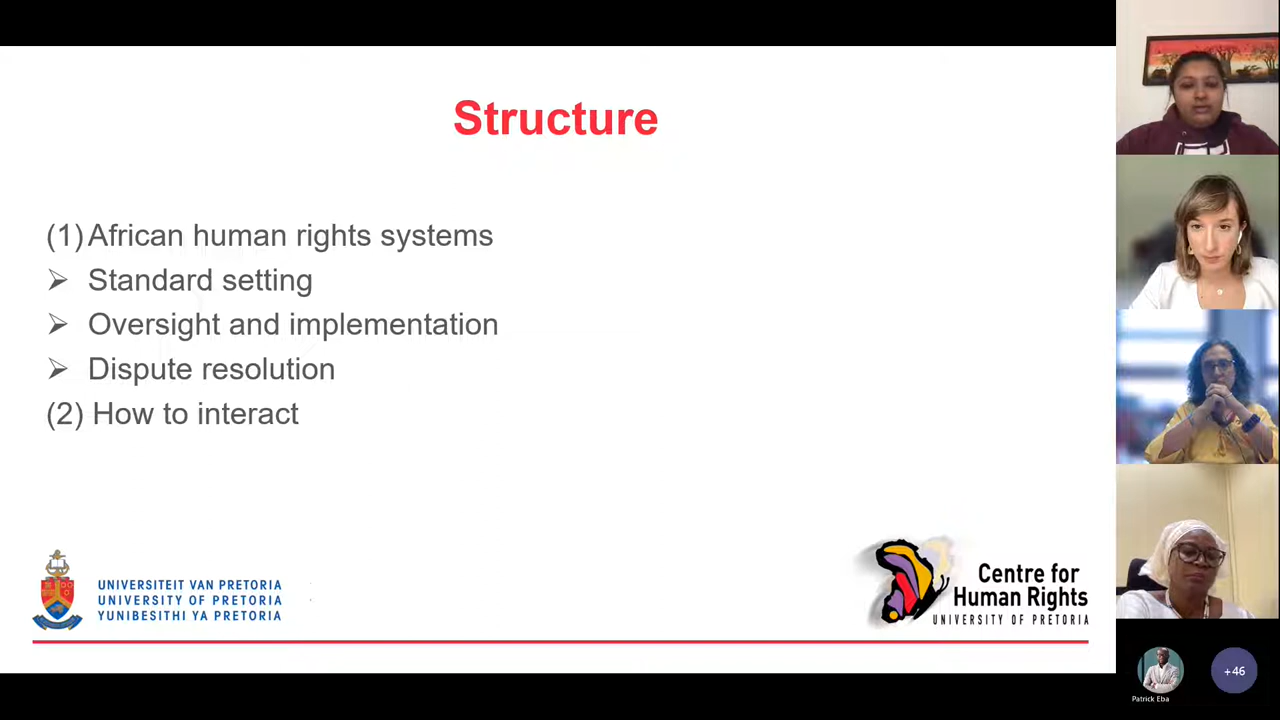 Structure
(1) African human rights systems
➢ Standard setting
➢ Oversight and implementation
➢ Dispute resolution
(2) How to interact
UNIVERSITEIT VAN PRETORIA
UNIVERSITY OF PRETORIA
YUNIBESITHI YA PRETORIA
Centre for
Human Rights
UNIVERSITY OF PRETORIA
Patrick Eba
+46